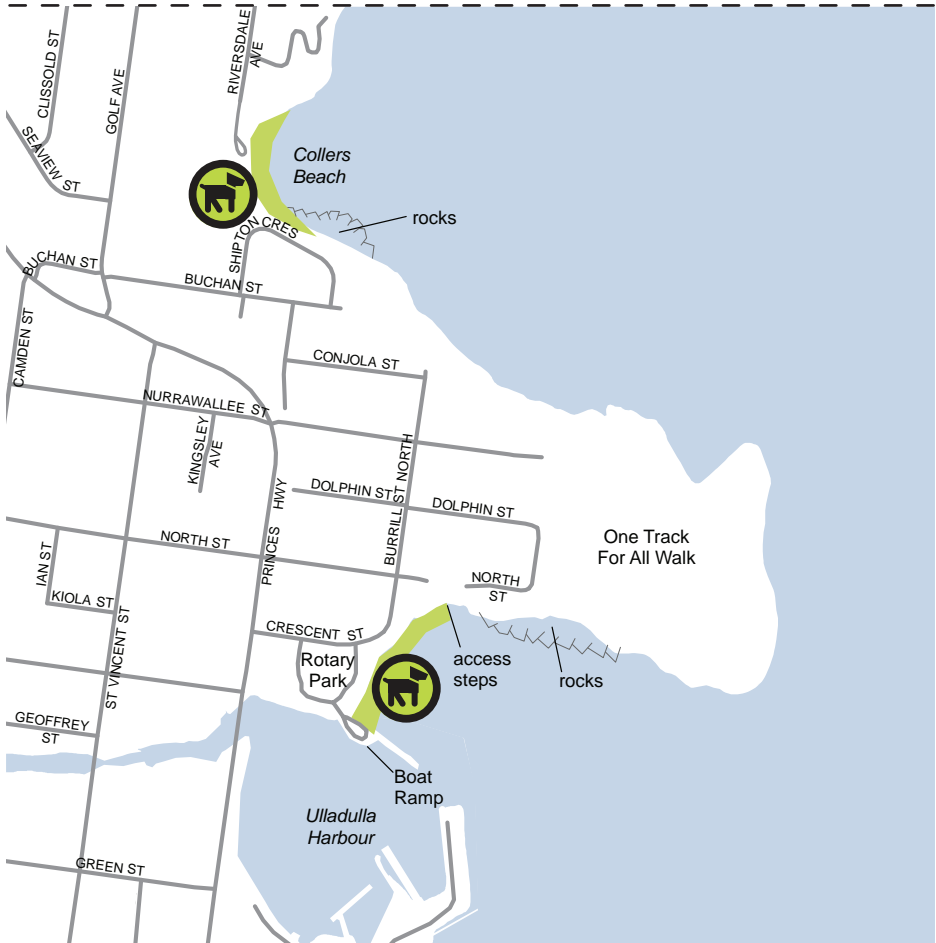 CLISSOLD ST
GOLF AVE
RIVERSDALE
AVE
SEAVIEW ST
Collers
Beach
rocks
SHIPTON CRES
BUCHAN ST
BUCHAN ST
CAMDEN ST
CONJOLA ST
NURRAWALLEE ST
KINGSLEY
AVE
PRINCES HWY
BURRILL ST NORTH
DOLPHIN ST
DOLPHIN ST
One Track
For All Walk
NORTH ST
IAN ST
NORTH
ST
KIOLA ST
ST VINCENT ST
CRESCENT ST
Rotary
Park
access
steps
rocks
GEOFFREY
ST
Boat
Ramp
Ulladulla
Harbour
GREEN ST